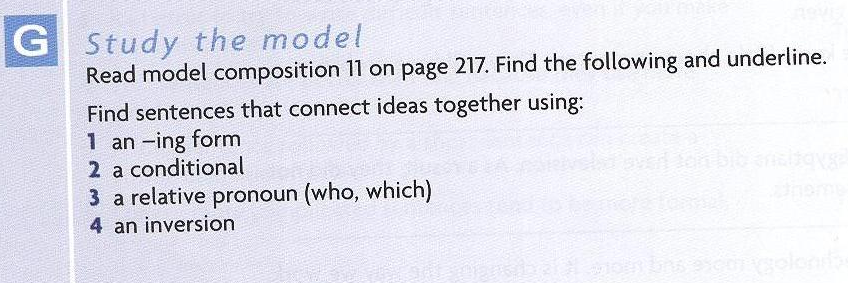 G
Study the model
Read model composition 11 on page 217. Find the following and underline.
Find sentences that connect ideas together using:
1 an –ing form
2 a conditional
3 a relative pronoun (who, which)
4 an inversion